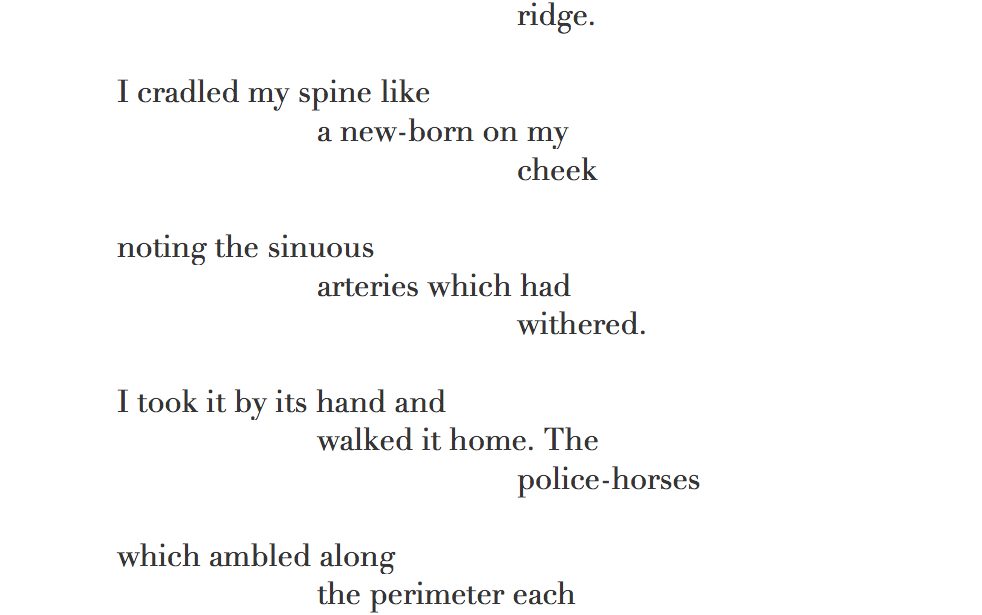 ridge.
I cradled my spine like
a new-born on my
cheek
noting the sinuous
arteries which had
withered.
I took it by its hand and
walked it home. The
police-horses
which ambled along
the perimeter each